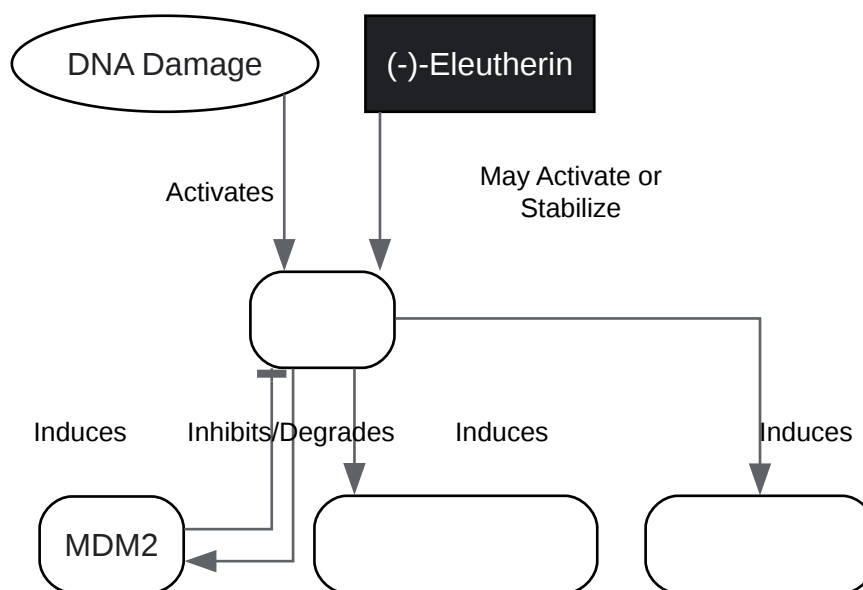 DNA Damage
(-)-Eleutherin
Activates
May Activate or
Stabilize
Induces
Inhibits/Degrades
Induces
Induces
MDM2